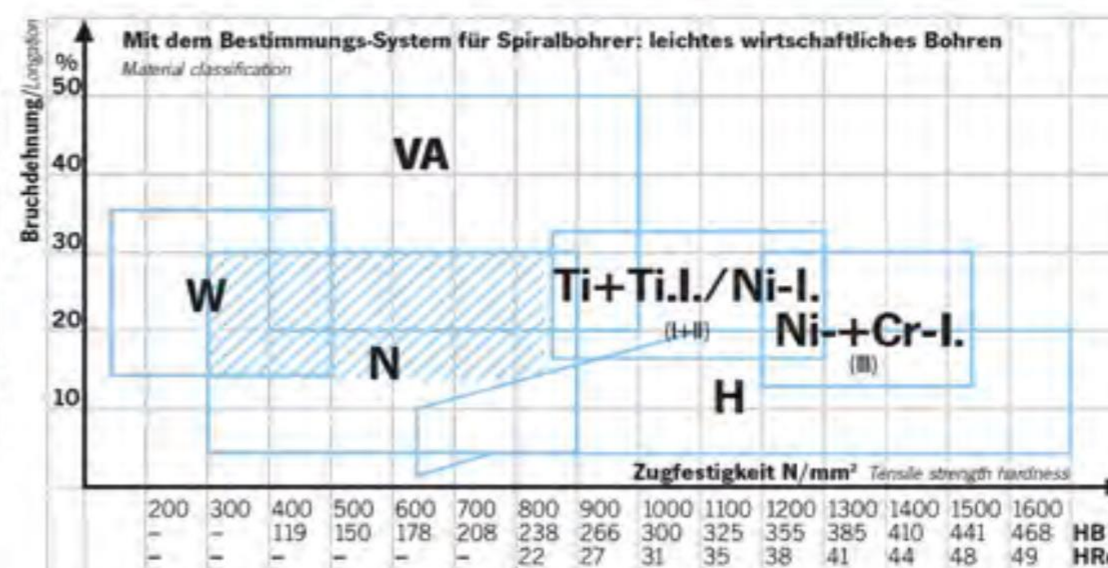 Mit dem Bestimmungs-System für Spiralbohrer: leichtes wirtschaftliches Bohren
Material classification
Bruchdehnung/Longation
%
50
VA
40
30
W
Ti+Ti.I./Ni-I.
(I+II)
20
Ni-+Cr-I.
(III)
N
H
10
Zugfestigkeit N/mm² Tensile strength hardness
200 300 400 500 600 700 800 900 1000 1100 1200 1300 1400 1500 1600
– – 119 150 178 208 238 266 300 325 355 385 410 441 468 HB
– – – – – – 22 27 31 35 38 41 44 48 49